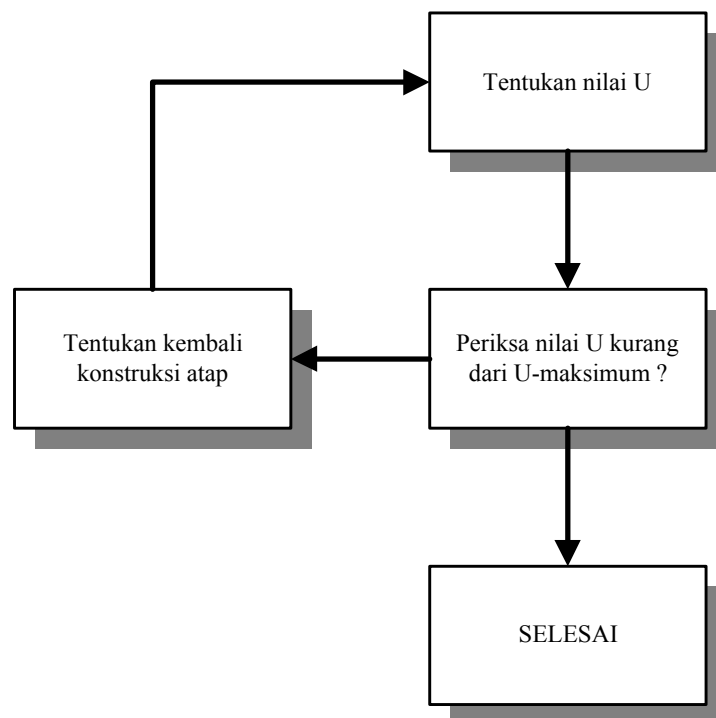 Tentukan nilai U
Tentukan kembali
konstruksi atap
Periksa nilai U kurang
dari U-maksimum ?
SELESAI